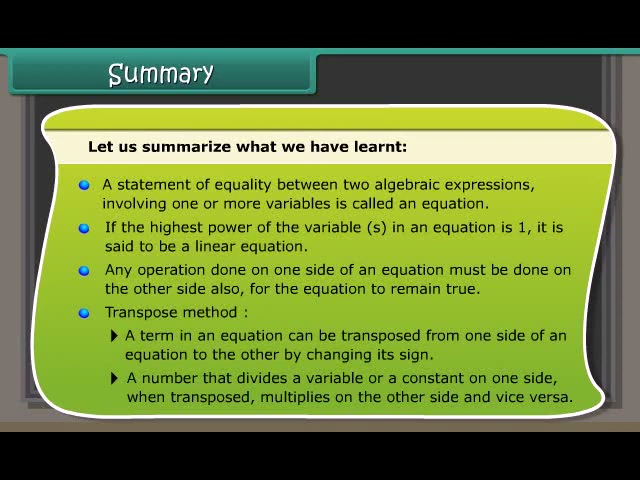 Summary
Let us summarize what we have learnt:
A statement of equality between two algebraic expressions,
involving one or more variables is called an equation.
If the highest power of the variable (s) in an equation is 1, it is
said to be a linear equation.
Any operation done on one side of an equation must be done on
the other side also, for the equation to remain true.
Transpose method :
A term in an equation can be transposed from one side of an
equation to the other by changing its sign.
A number that divides a variable or a constant on one side,
when transposed, multiplies on the other side and vice versa.